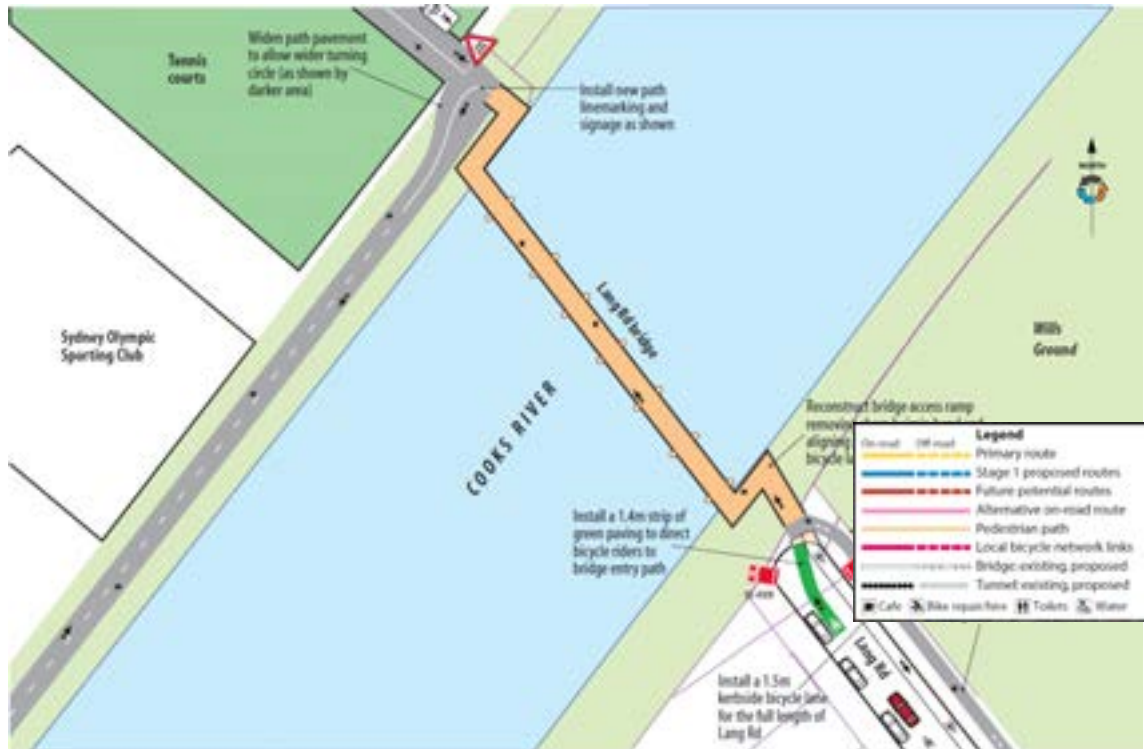 Tennis
courts
Widen path pavement
to allow wider turning
circle (as shown by
darker area)
Install new path
linemarking and
signage as shown
NORTH
Sydney Olympic
Sporting Club
Lang Rd bridge
COOKS RIVER
Mills
Ground
Reconstruct bridge access ramp
aligning
bicycle
Install a 1.4m strip of
green paving to direct
bicycle riders to
bridge entry path
Legend
On-road Off-road
Primary route
Stage 1 proposed routes
Future potential routes
Alternative on-road route
Pedestrian path
Local bicycle network links
Bridge: existing, proposed
Tunnel: existing, proposed
Cafe Bike repair/hire Toilets Water
Lang Rd
Install a 1.5m
kerbside bicycle lane
for the full length of
Lang Rd